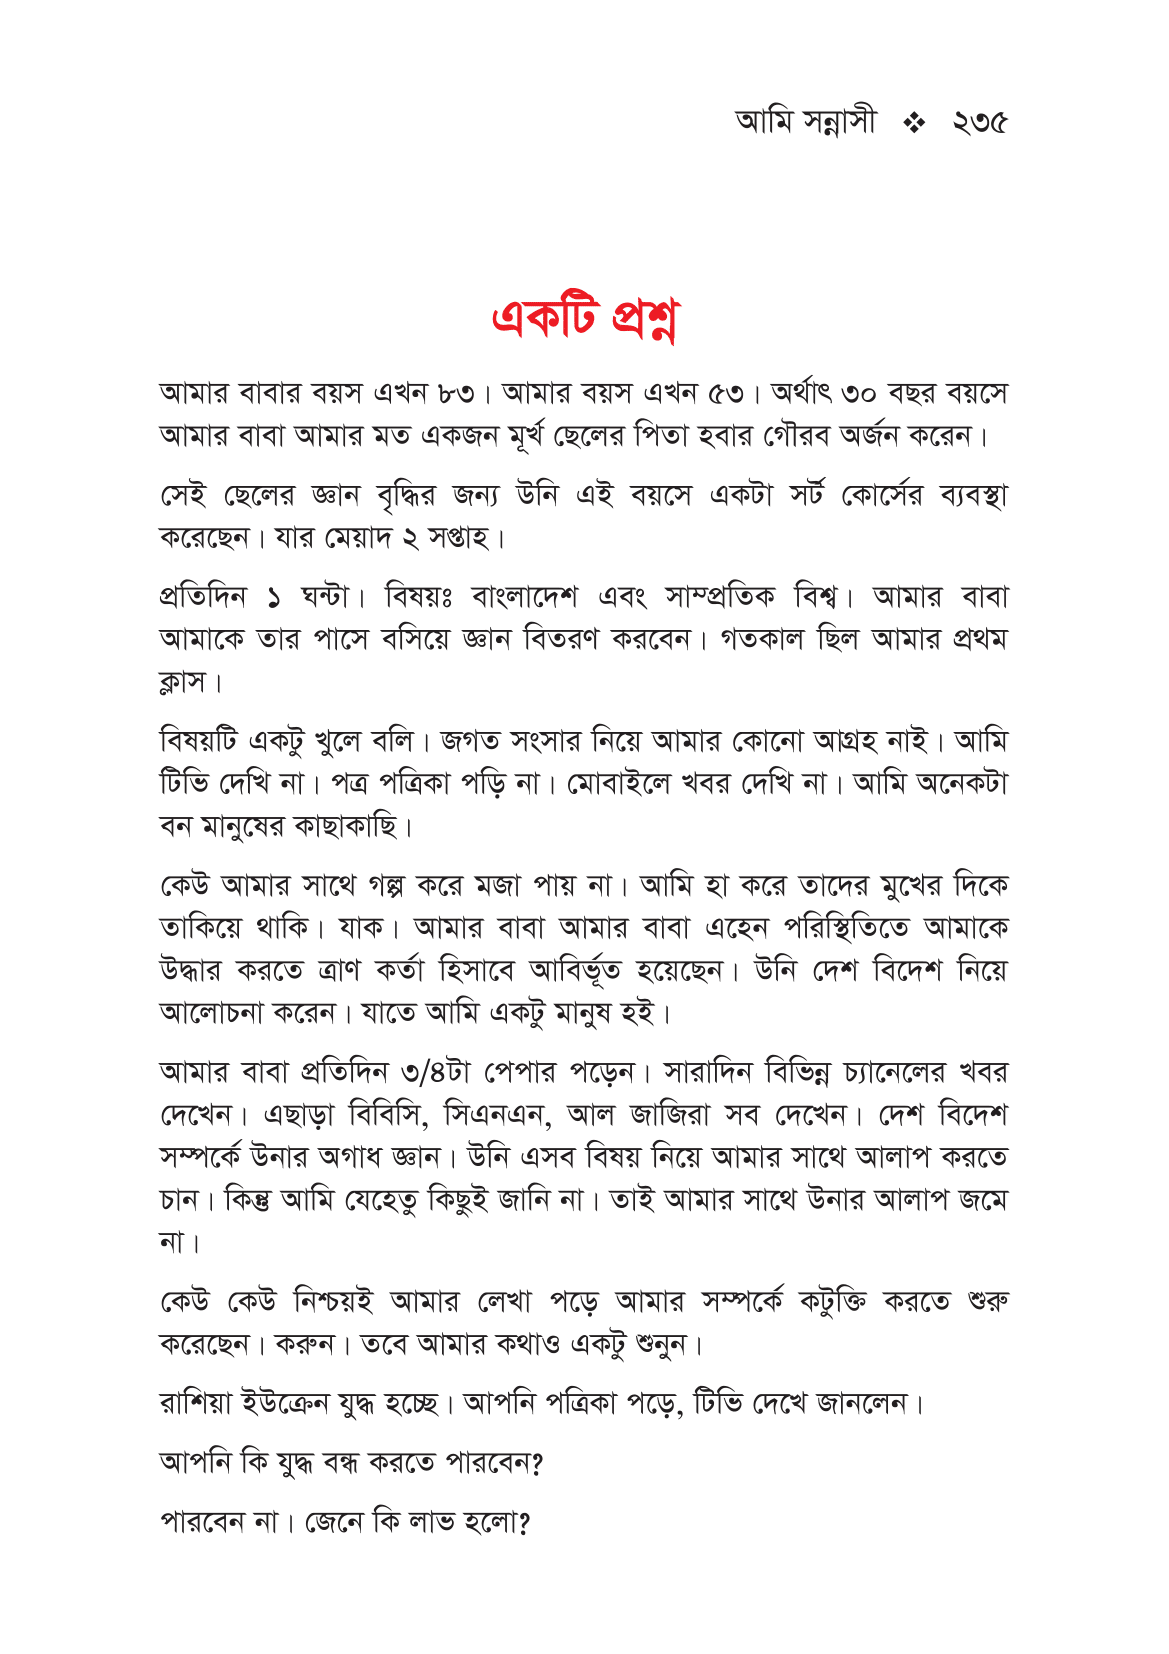 আমি সন্নাসী ❖ ২৩৫
একটি প্রশ্ন
আমার বাবার বয়স এখন ৮৩। আমার বয়স এখন ৫৩। অর্থাৎ ৩০ বছর বয়সে
আমার বাবা আমার মত একজন মূর্খ ছেলের পিতা হবার গৌরব অর্জন করেন।
সেই ছেলের জ্ঞান বৃদ্ধির জন্য উনি এই বয়সে একটা সর্ট কোর্সের ব্যবস্থা
করেছেন। যার মেয়াদ ২ সপ্তাহ।
প্রতিদিন ১ ঘন্টা। বিষয়ঃ বাংলাদেশ এবং সাম্প্রতিক বিশ্ব। আমার বাবা
আমাকে তার পাসে বসিয়ে জ্ঞান বিতরণ করবেন। গতকাল ছিল আমার প্রথম
ক্লাস।
বিষয়টি একটু খুলে বলি। জগত সংসার নিয়ে আমার কোনো আগ্রহ নাই। আমি
টিভি দেখি না। পত্র পত্রিকা পড়ি না। মোবাইলে খবর দেখি না। আমি অনেকটা
বন মানুষের কাছাকাছি।
কেউ আমার সাথে গল্প করে মজা পায় না। আমি হা করে তাদের মুখের দিকে
তাকিয়ে থাকি। যাক। আমার বাবা আমার বাবা এহেন পরিস্থিতিতে আমাকে
উদ্ধার করতে ত্রাণ কর্তা হিসাবে আবির্ভূত হয়েছেন। উনি দেশ বিদেশ নিয়ে
আলোচনা করেন। যাতে আমি একটু মানুষ হই।
আমার বাবা প্রতিদিন ৩/৪টা পেপার পড়েন। সারাদিন বিভিন্ন চ্যানেলের খবর
দেখেন। এছাড়া বিবিসি, সিএনএন, আল জাজিরা সব দেখেন। দেশ বিদেশ
সম্পর্কে উনার অগাধ জ্ঞান। উনি এসব বিষয় নিয়ে আমার সাথে আলাপ করতে
চান। কিন্তু আমি যেহেতু কিছুই জানি না। তাই আমার সাথে উনার আলাপ জমে
না।
কেউ কেউ নিশ্চয়ই আমার লেখা পড়ে আমার সম্পর্কে কটুক্তি করতে শুরু
করেছেন। করুন। তবে আমার কথাও একটু শুনুন।
রাশিয়া ইউক্রেন যুদ্ধ হচ্ছে। আপনি পত্রিকা পড়ে, টিভি দেখে জানলেন।
আপনি কি যুদ্ধ বন্ধ করতে পারবেন?
পারবেন না। জেনে কি লাভ হলো?